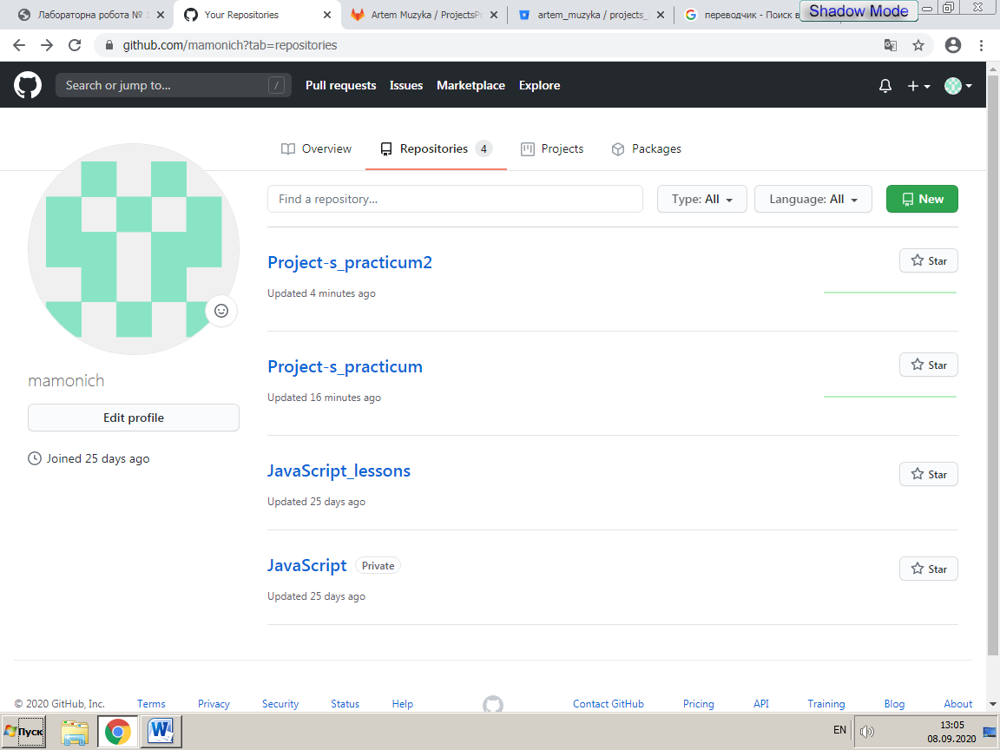 Лабораторна робота № 1
Your Repositories
Artem Muzyka / ProjectsPr
artem_muzyka / projects_
переводчик - Поиск в
Shadow Mode
github.com/mamonich?tab=repositories
Search or jump to...
/
Pull requests
Issues
Marketplace
Explore
Overview
Repositories 4
Projects
Packages
Find a repository...
Type: All
Language: All
New
Project-s_practicum2
Star
Updated 4 minutes ago
Project-s_practicum
Star
Updated 16 minutes ago
mamonich
Edit profile
Joined 25 days ago
JavaScript_lessons
Star
Updated 25 days ago
JavaScript Private
Star
Updated 25 days ago
© 2020 GitHub, Inc.
Terms
Privacy
Security
Status
Help
Contact GitHub
Pricing
API
Training
Blog
About
Пуск
EN
13:05
08.09.2020